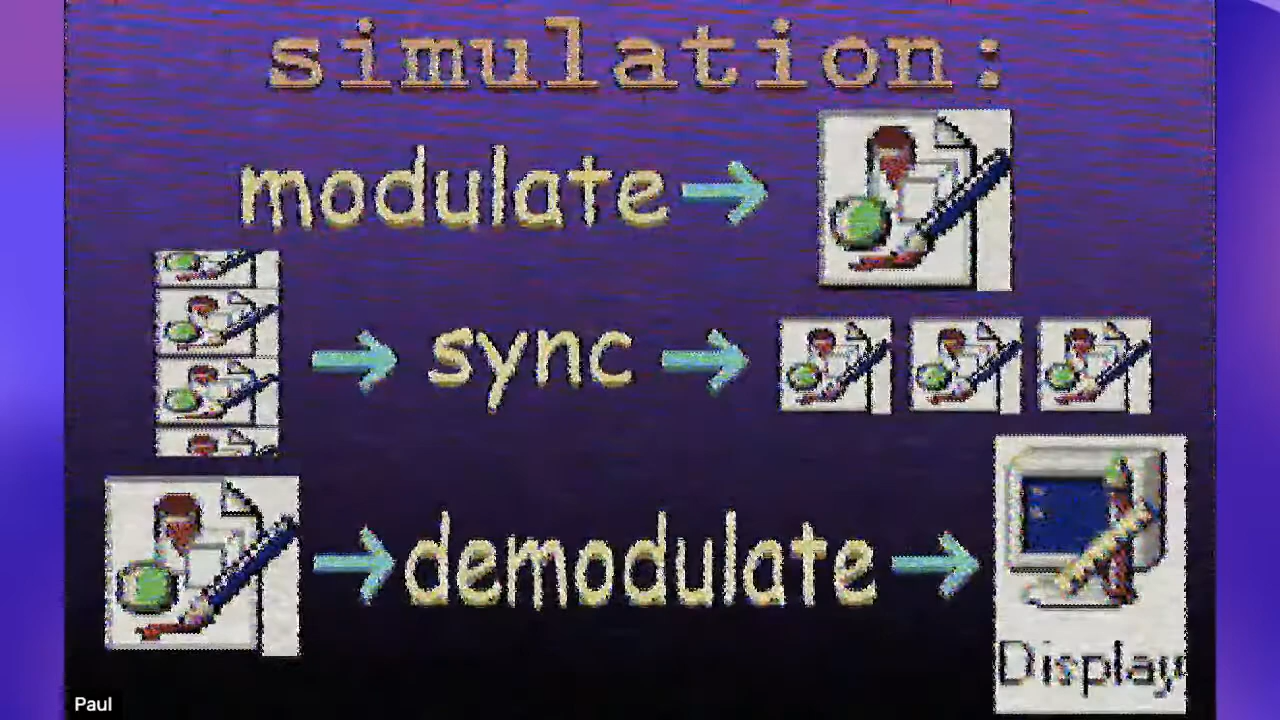 simulation:
modulate →
→ sync →
→ demodulate →
Display
Paul